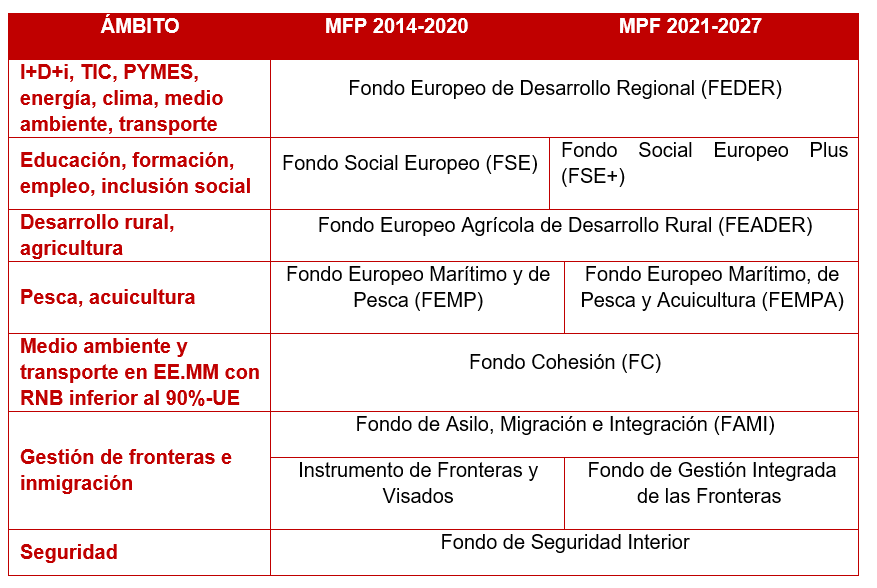 ÁMBITO MFP 2014-2020 MPF 2021-2027
I+D+i, TIC, PYMES,
energía, clima, medio
ambiente, transporte
Fondo Europeo de Desarrollo Regional (FEDER)
Educación, formación,
empleo, inclusión social
Fondo Social Europeo (FSE)
Fondo Social Europeo Plus
(FSE+)
Desarrollo rural,
agricultura
Fondo Europeo Agrícola de Desarrollo Rural (FEADER)
Pesca, acuicultura
Fondo Europeo Marítimo y de
Pesca (FEMP)
Fondo Europeo Marítimo, de
Pesca y Acuicultura (FEMPA)
Medio ambiente y
transporte en EE.MM con
RNB inferior al 90%-UE
Fondo Cohesión (FC)
Gestión de fronteras e
inmigración
Fondo de Asilo, Migración e Integración (FAMI)
Instrumento de Fronteras y
Visados
Fondo de Gestión Integrada
de las Fronteras
Seguridad
Fondo de Seguridad Interior